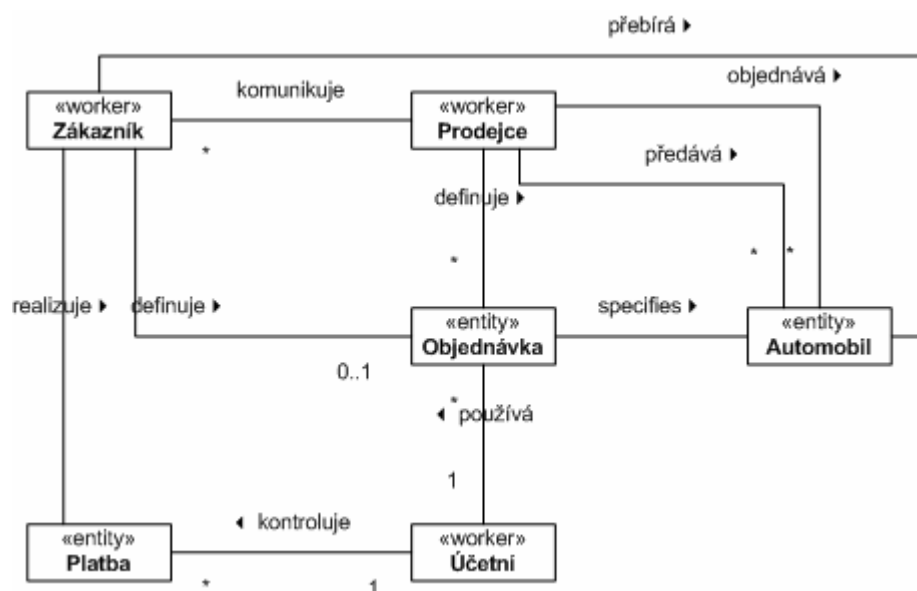 přebírá ▸
komunikuje
objednává ▸
«worker»
Zákazník
«worker»
Prodejce
*
předává ▸
definuje ▸
*
*
*
realizuje ▸
definuje ▸
specifies ▸
«entity»
Objednávka
«entity»
Automobil
0..1
*
◂ používá
1
◂ kontroluje
«entity»
Platba
«worker»
Účetní
*
1